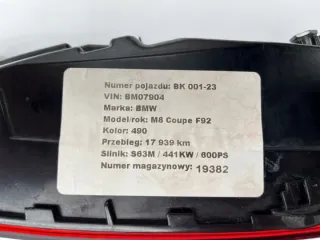 Numer pojazdu: BK 001-23
VIN: BM07904
Marka: BMW
Model/rok: M8 Coupe F92
Kolor: 490
Przebieg: 17 939 km
Silnik: S63M / 441KW / 600PS
Numer magazynowy: 19382